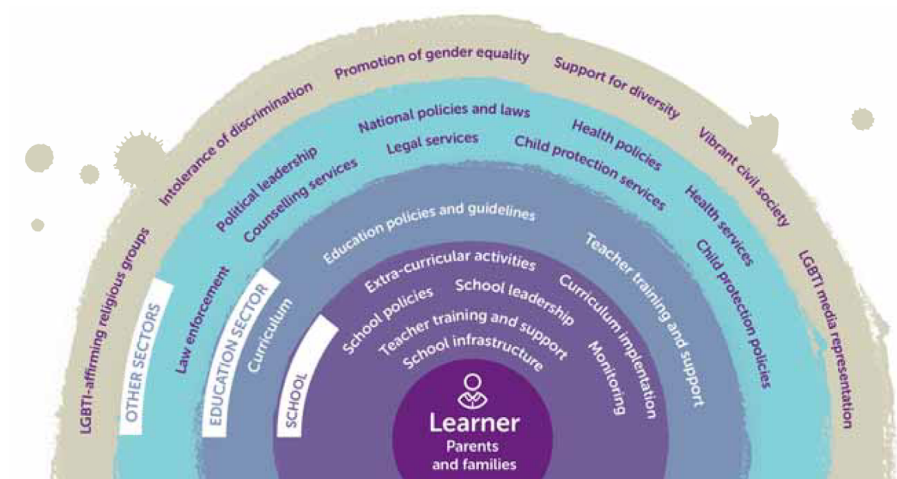 LGBTI-affirming religious groups
Intolerance of discrimination
Promotion of gender equality
Support for diversity
Vibrant civil society
LGBTI media representation
OTHER SECTORS
Law enforcement
Political leadership
National policies and laws
Health policies
Health services
Child protection policies
Counselling services
Legal services
Child protection services
EDUCATION SECTOR
Curriculum
Education policies and guidelines
Teacher training and support
SCHOOL
Extra-curricular activities
School policies
School leadership
Curriculum implentation
Teacher training and support
Monitoring
School infrastructure
Learner
Parents
and families